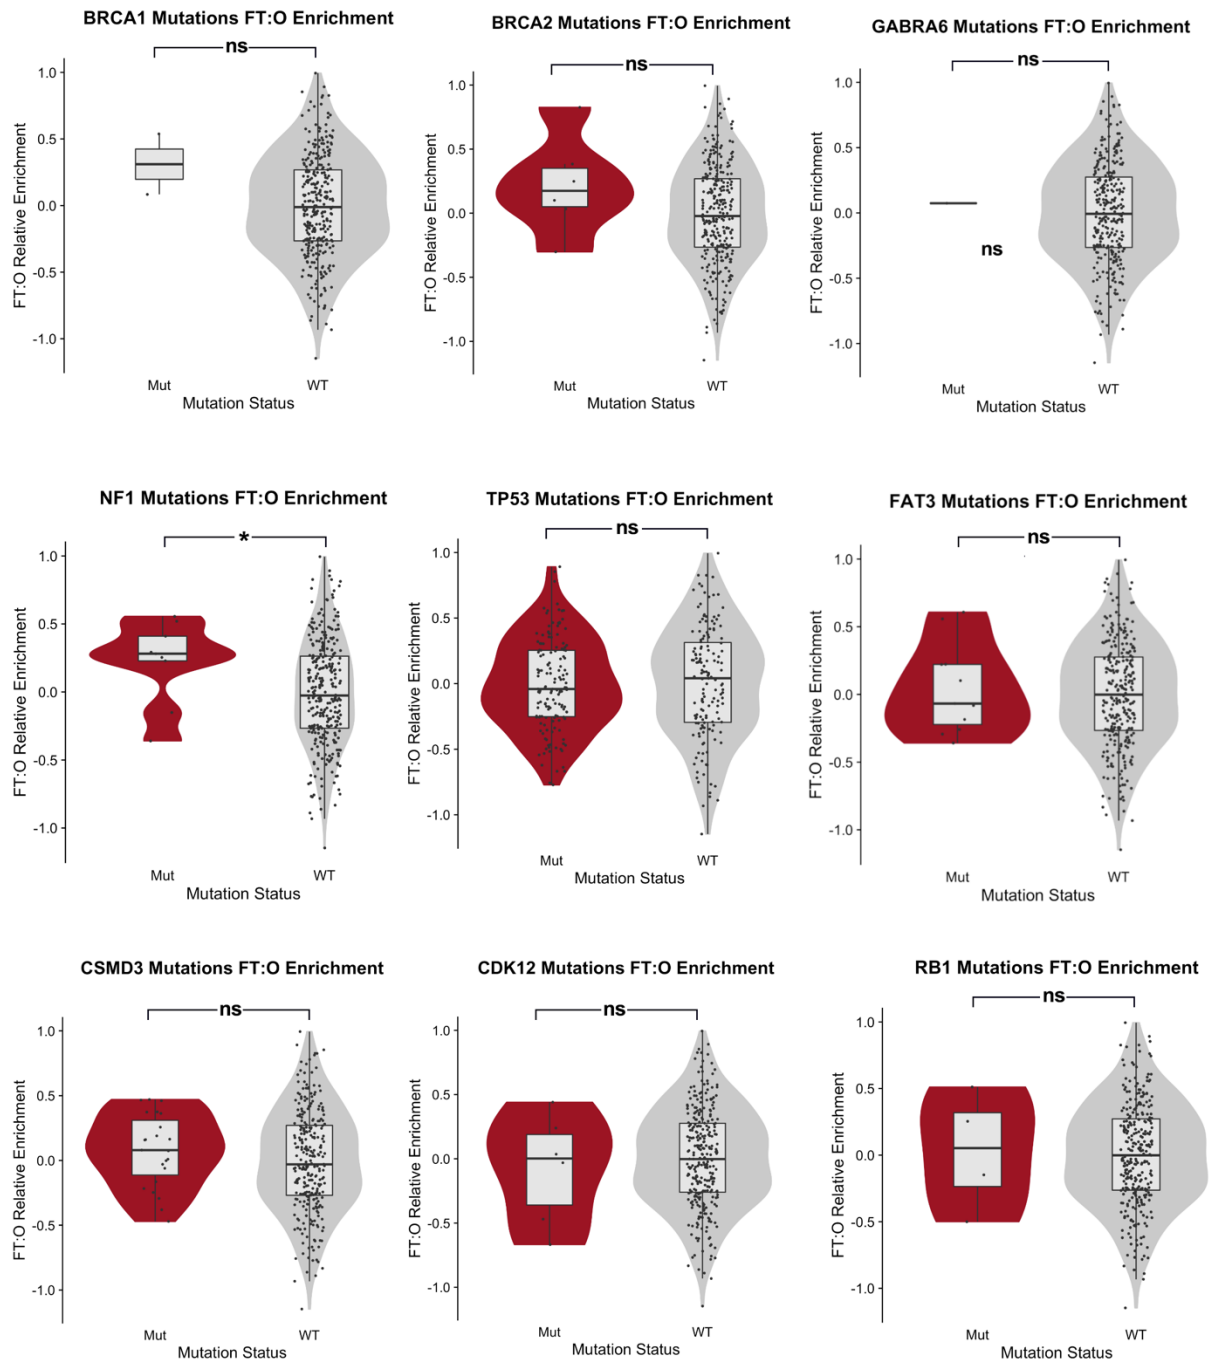 BRCA1 Mutations FT:O Enrichment
ns
FT:O Relative Enrichment
1.0
0.5
0.0
-0.5
-1.0
Mut
WT
Mutation Status
BRCA2 Mutations FT:O Enrichment
ns
FT:O Relative Enrichment
1.0
0.5
0.0
-0.5
-1.0
Mut
WT
Mutation Status
GABRA6 Mutations FT:O Enrichment
ns
FT:O Relative Enrichment
1.0
0.5
0.0
-0.5
-1.0
ns
Mut
WT
Mutation Status
NF1 Mutations FT:O Enrichment
*
FT:O Relative Enrichment
1.0
0.5
0.0
-0.5
-1.0
Mut
WT
Mutation Status
TP53 Mutations FT:O Enrichment
ns
FT:O Relative Enrichment
1.0
0.5
0.0
-0.5
-1.0
Mut
WT
Mutation Status
FAT3 Mutations FT:O Enrichment
ns
FT:O Relative Enrichment
1.0
0.5
0.0
-0.5
-1.0
Mut
WT
Mutation Status
CSMD3 Mutations FT:O Enrichment
ns
FT:O Relative Enrichment
1.0
0.5
0.0
-0.5
-1.0
Mut
WT
Mutation Status
CDK12 Mutations FT:O Enrichment
ns
FT:O Relative Enrichment
1.0
0.5
0.0
-0.5
-1.0
Mut
WT
Mutation Status
RB1 Mutations FT:O Enrichment
ns
FT:O Relative Enrichment
1.0
0.5
0.0
-0.5
-1.0
Mut
WT
Mutation Status